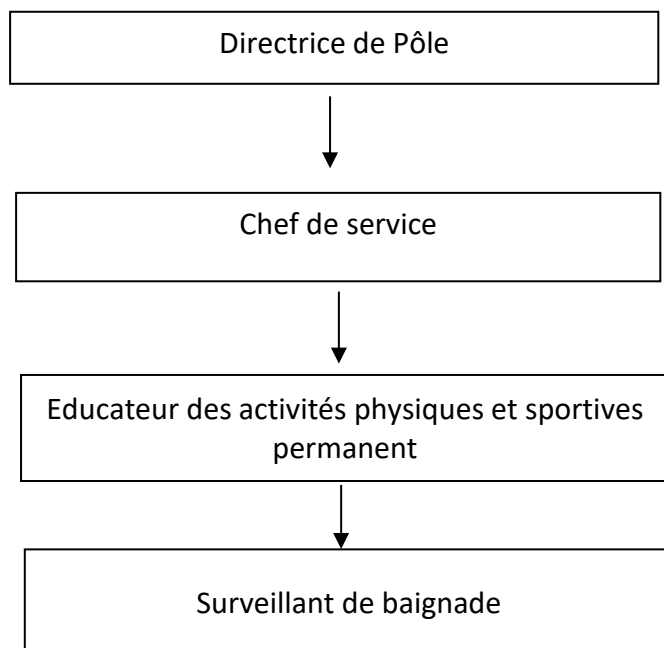 Directrice de Pôle
Chef de service
Educateur des activités physiques et sportives
permanent
Surveillant de baignade